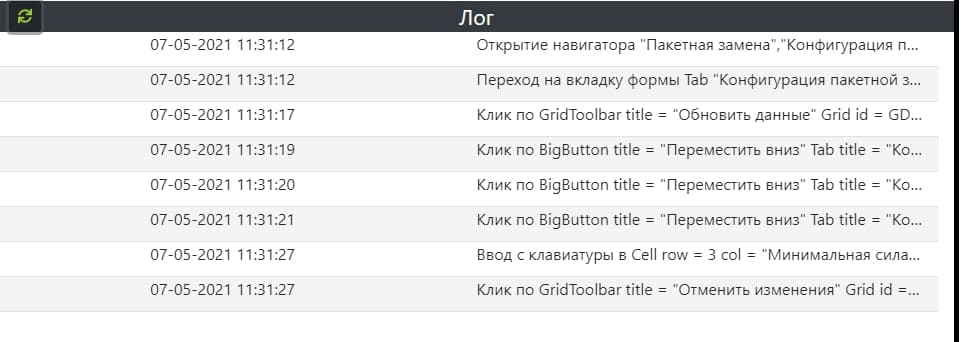 Лог
07-05-2021 11:31:12 Открытие навигатора "Пакетная замена","Конфигурация п...
07-05-2021 11:31:12 Переход на вкладку формы Tab "Конфигурация пакетной з...
07-05-2021 11:31:17 Клик по GridToolbar title = "Обновить данные" Grid id = GD...
07-05-2021 11:31:19 Клик по BigButton title = "Переместить вниз" Tab title = "Ко...
07-05-2021 11:31:20 Клик по BigButton title = "Переместить вниз" Tab title = "Ко...
07-05-2021 11:31:21 Клик по BigButton title = "Переместить вниз" Tab title = "Ко...
07-05-2021 11:31:27 Ввод с клавиатуры в Cell row = 3 col = "Минимальная сила...
07-05-2021 11:31:27 Клик по GridToolbar title = "Отменить изменения" Grid id =...